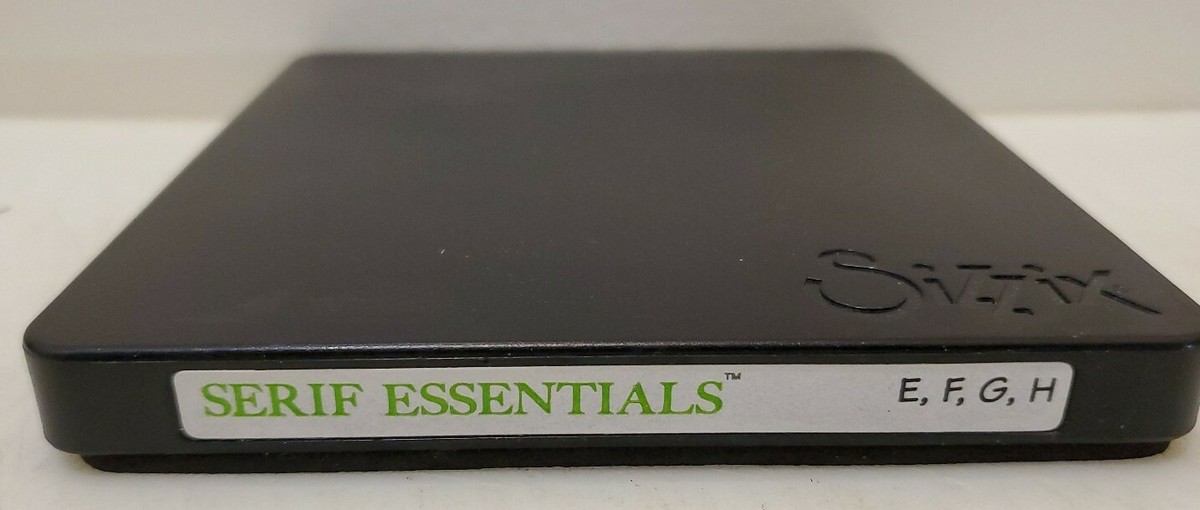 Sizzix
SERIF ESSENTIALS™ E, F, G, H